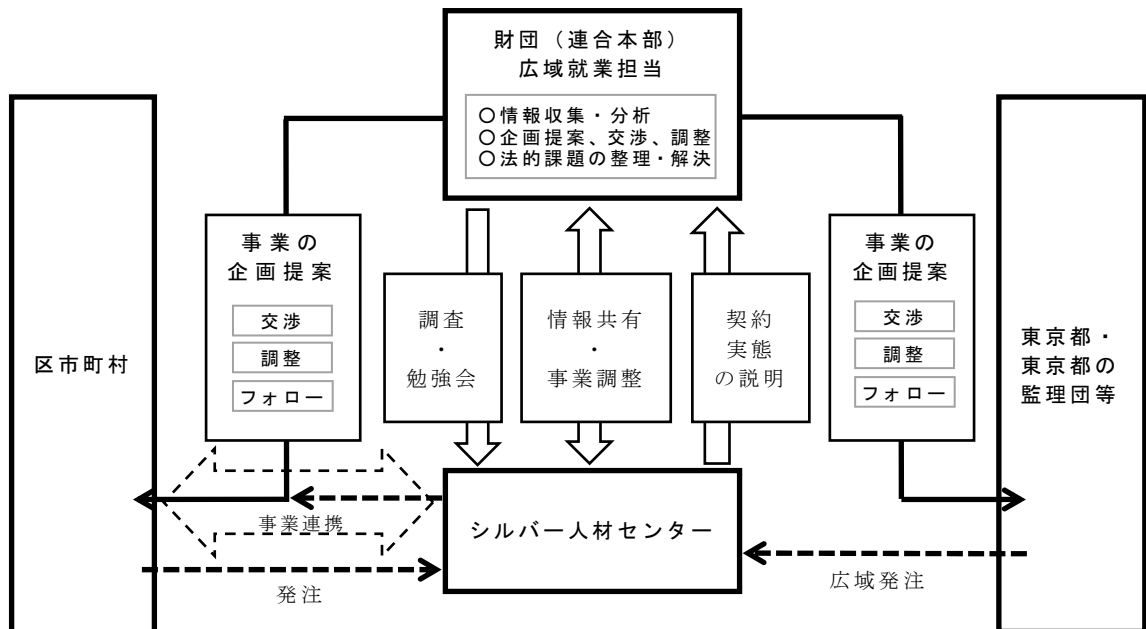 財団（連合本部）
広域就業担当
○情報収集・分析
○企画提案、交渉、調整
○法的課題の整理・解決
区市町村
事業の
企画提案
交渉
調整
フォロー
調査
・
勉強会
情報共有
・
事業調整
契約
実態
の説明
事業の
企画提案
交渉
調整
フォロー
東京都・
東京都の
監理団等
シルバー人材センター
事業連携
発注
広域発注